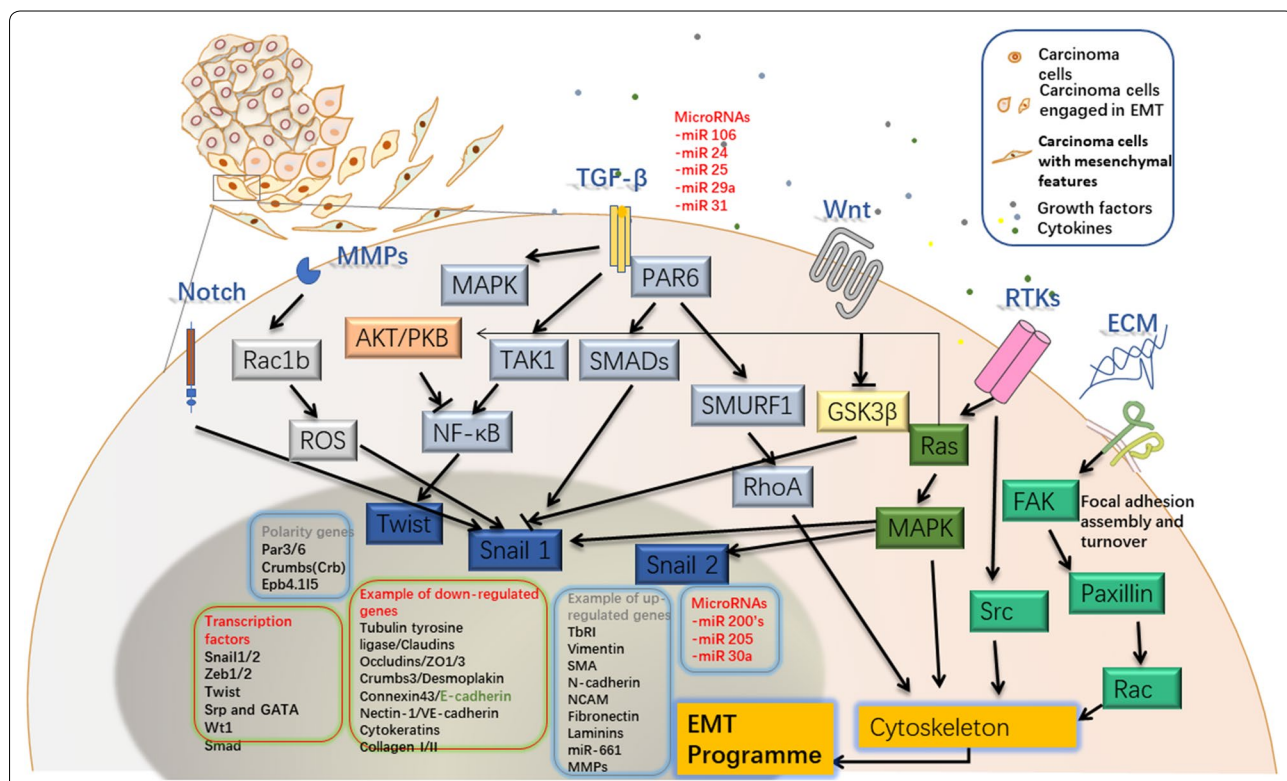 Carcinoma
cells
Carcinoma cells
engaged in EMT
Carcinoma cells
with mesenchymal
features
Growth factors
Cytokines
MicroRNAs
-miR 106
-miR 24
-miR 25
-miR 29a
-miR 31
TGF-β
Wnt
MMPs
Notch
RTKs
ECM
MAPK
PAR6
AKT/PKB
Rac1b
TAK1
SMADs
SMURF1
GSK3β
ROS
NF-κB
Ras
RhoA
FAK
Focal adhesion
assembly and
turnover
Twist
Snail 1
MAPK
Snail 2
Src
Paxillin
Rac
Polarity genes
Par3/6
Crumbs(Crb)
Epb4.1I5
Transcription
factors
Snail1/2
Zeb1/2
Twist
Srp and GATA
Wt1
Smad
Example of down-regulated
genes
Tubulin tyrosine
ligase/Claudins
Occludins/ZO1/3
Crumbs3/Desmoplakin
Connexin43/E-cadherin
Nectin-1/VE-cadherin
Cytokeratins
Collagen I/II
Example of up-
regulated genes
TbRI
Vimentin
SMA
N-cadherin
NCAM
Fibronectin
Laminins
miR-661
MMPs
MicroRNAs
-miR 200's
-miR 205
-miR 30a
EMT
Programme
Cytoskeleton